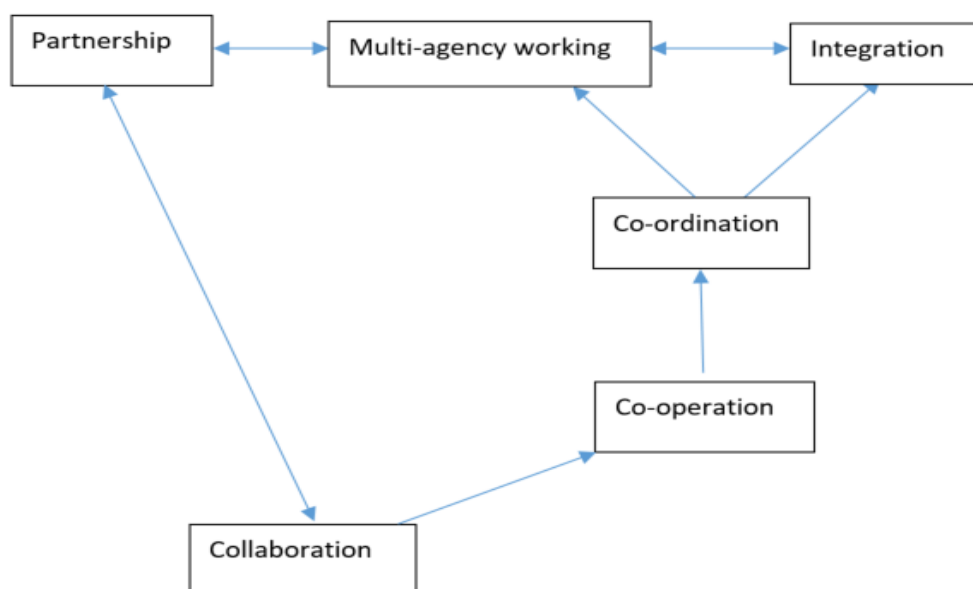 Partnership
Multi-agency working
Integration
Co-ordination
Co-operation
Collaboration